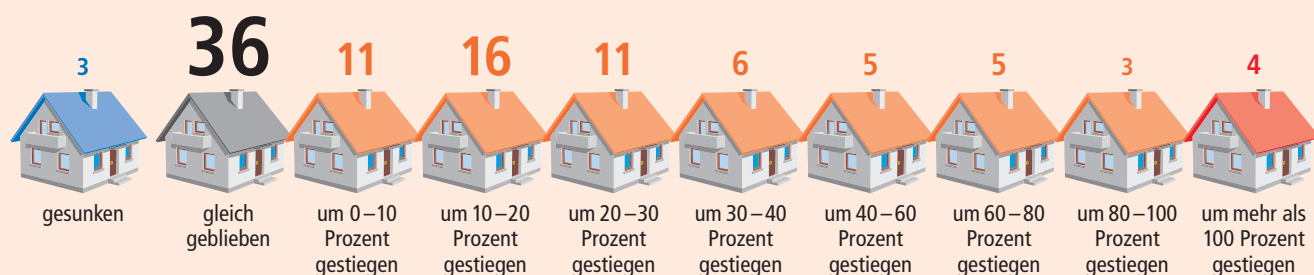 3
36
11
16
11
6
5
5
3
4
gesunken
gleich
geblieben
um 0–10
Prozent
gestiegen
um 10–20
Prozent
gestiegen
um 20–30
Prozent
gestiegen
um 30–40
Prozent
gestiegen
um 40–60
Prozent
gestiegen
um 60–80
Prozent
gestiegen
um 80–100
Prozent
gestiegen
um mehr als
100 Prozent
gestiegen